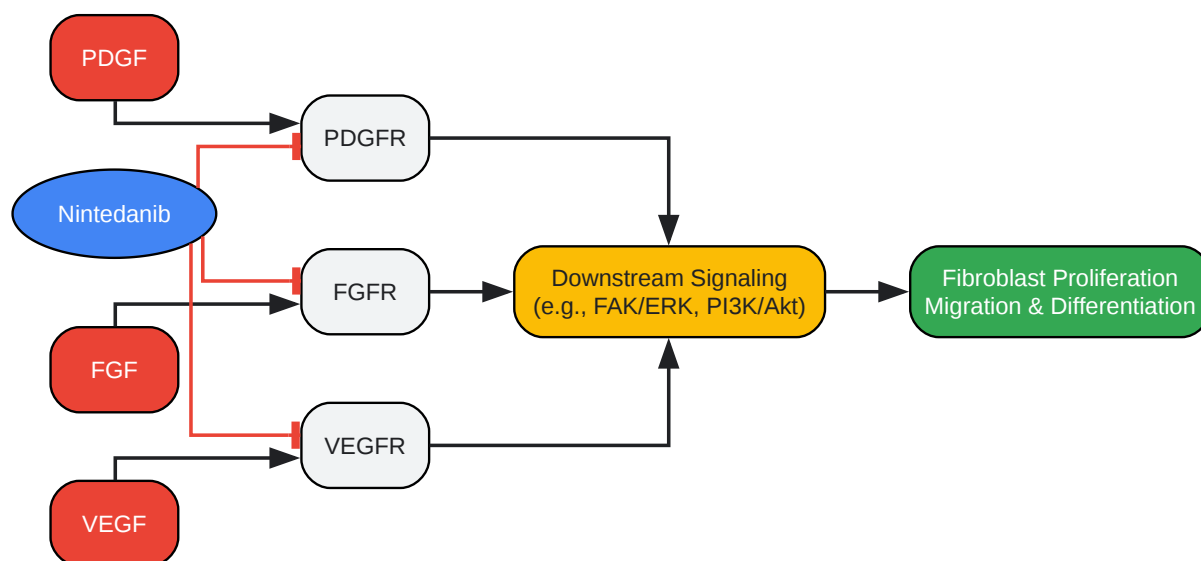 PDGF
PDGFR
Nintedanib
Downstream Signaling
(e.g., FAK/ERK, PI3K/Akt)
Fibroblast Proliferation
Migration & Differentiation
FGFR
FGF
VEGFR
VEGF